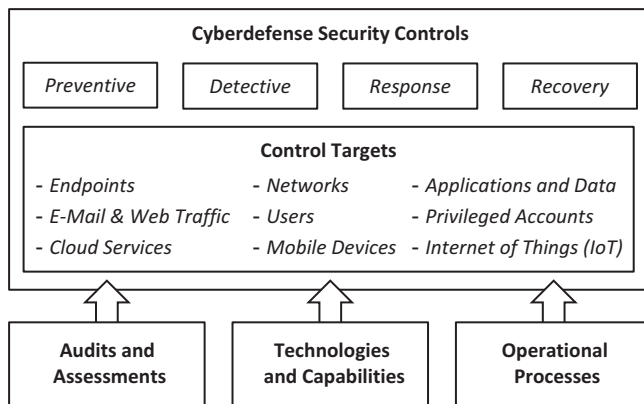 Cyberdefense Security Controls
Preventive
Detective
Response
Recovery
Control Targets
- Endpoints
- Networks
- Applications and Data
- E-Mail & Web Traffic
- Users
- Privileged Accounts
- Cloud Services
- Mobile Devices
- Internet of Things (IoT)
Audits and
Assessments
Technologies
and Capabilities
Operational
Processes